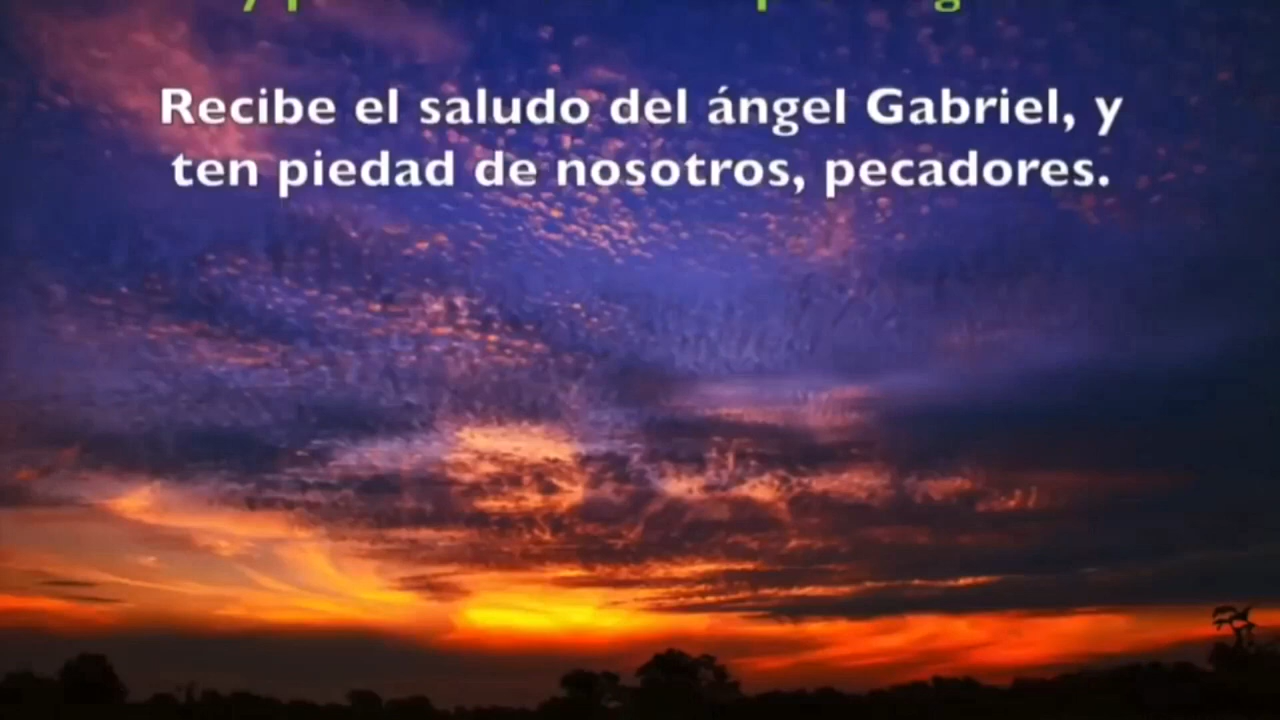 Recibe el saludo del ángel Gabriel, y
ten piedad de nosotros, pecadores.